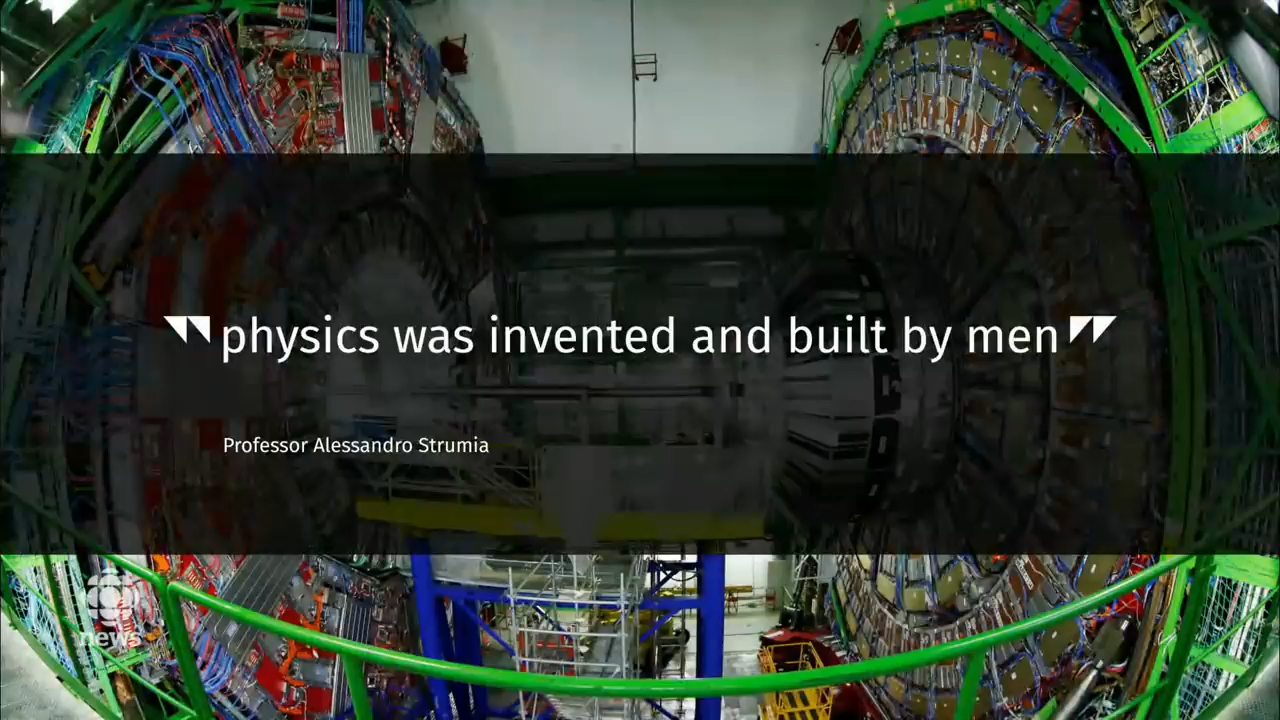 "physics was invented and built by men"
Professor Alessandro Strumia
news